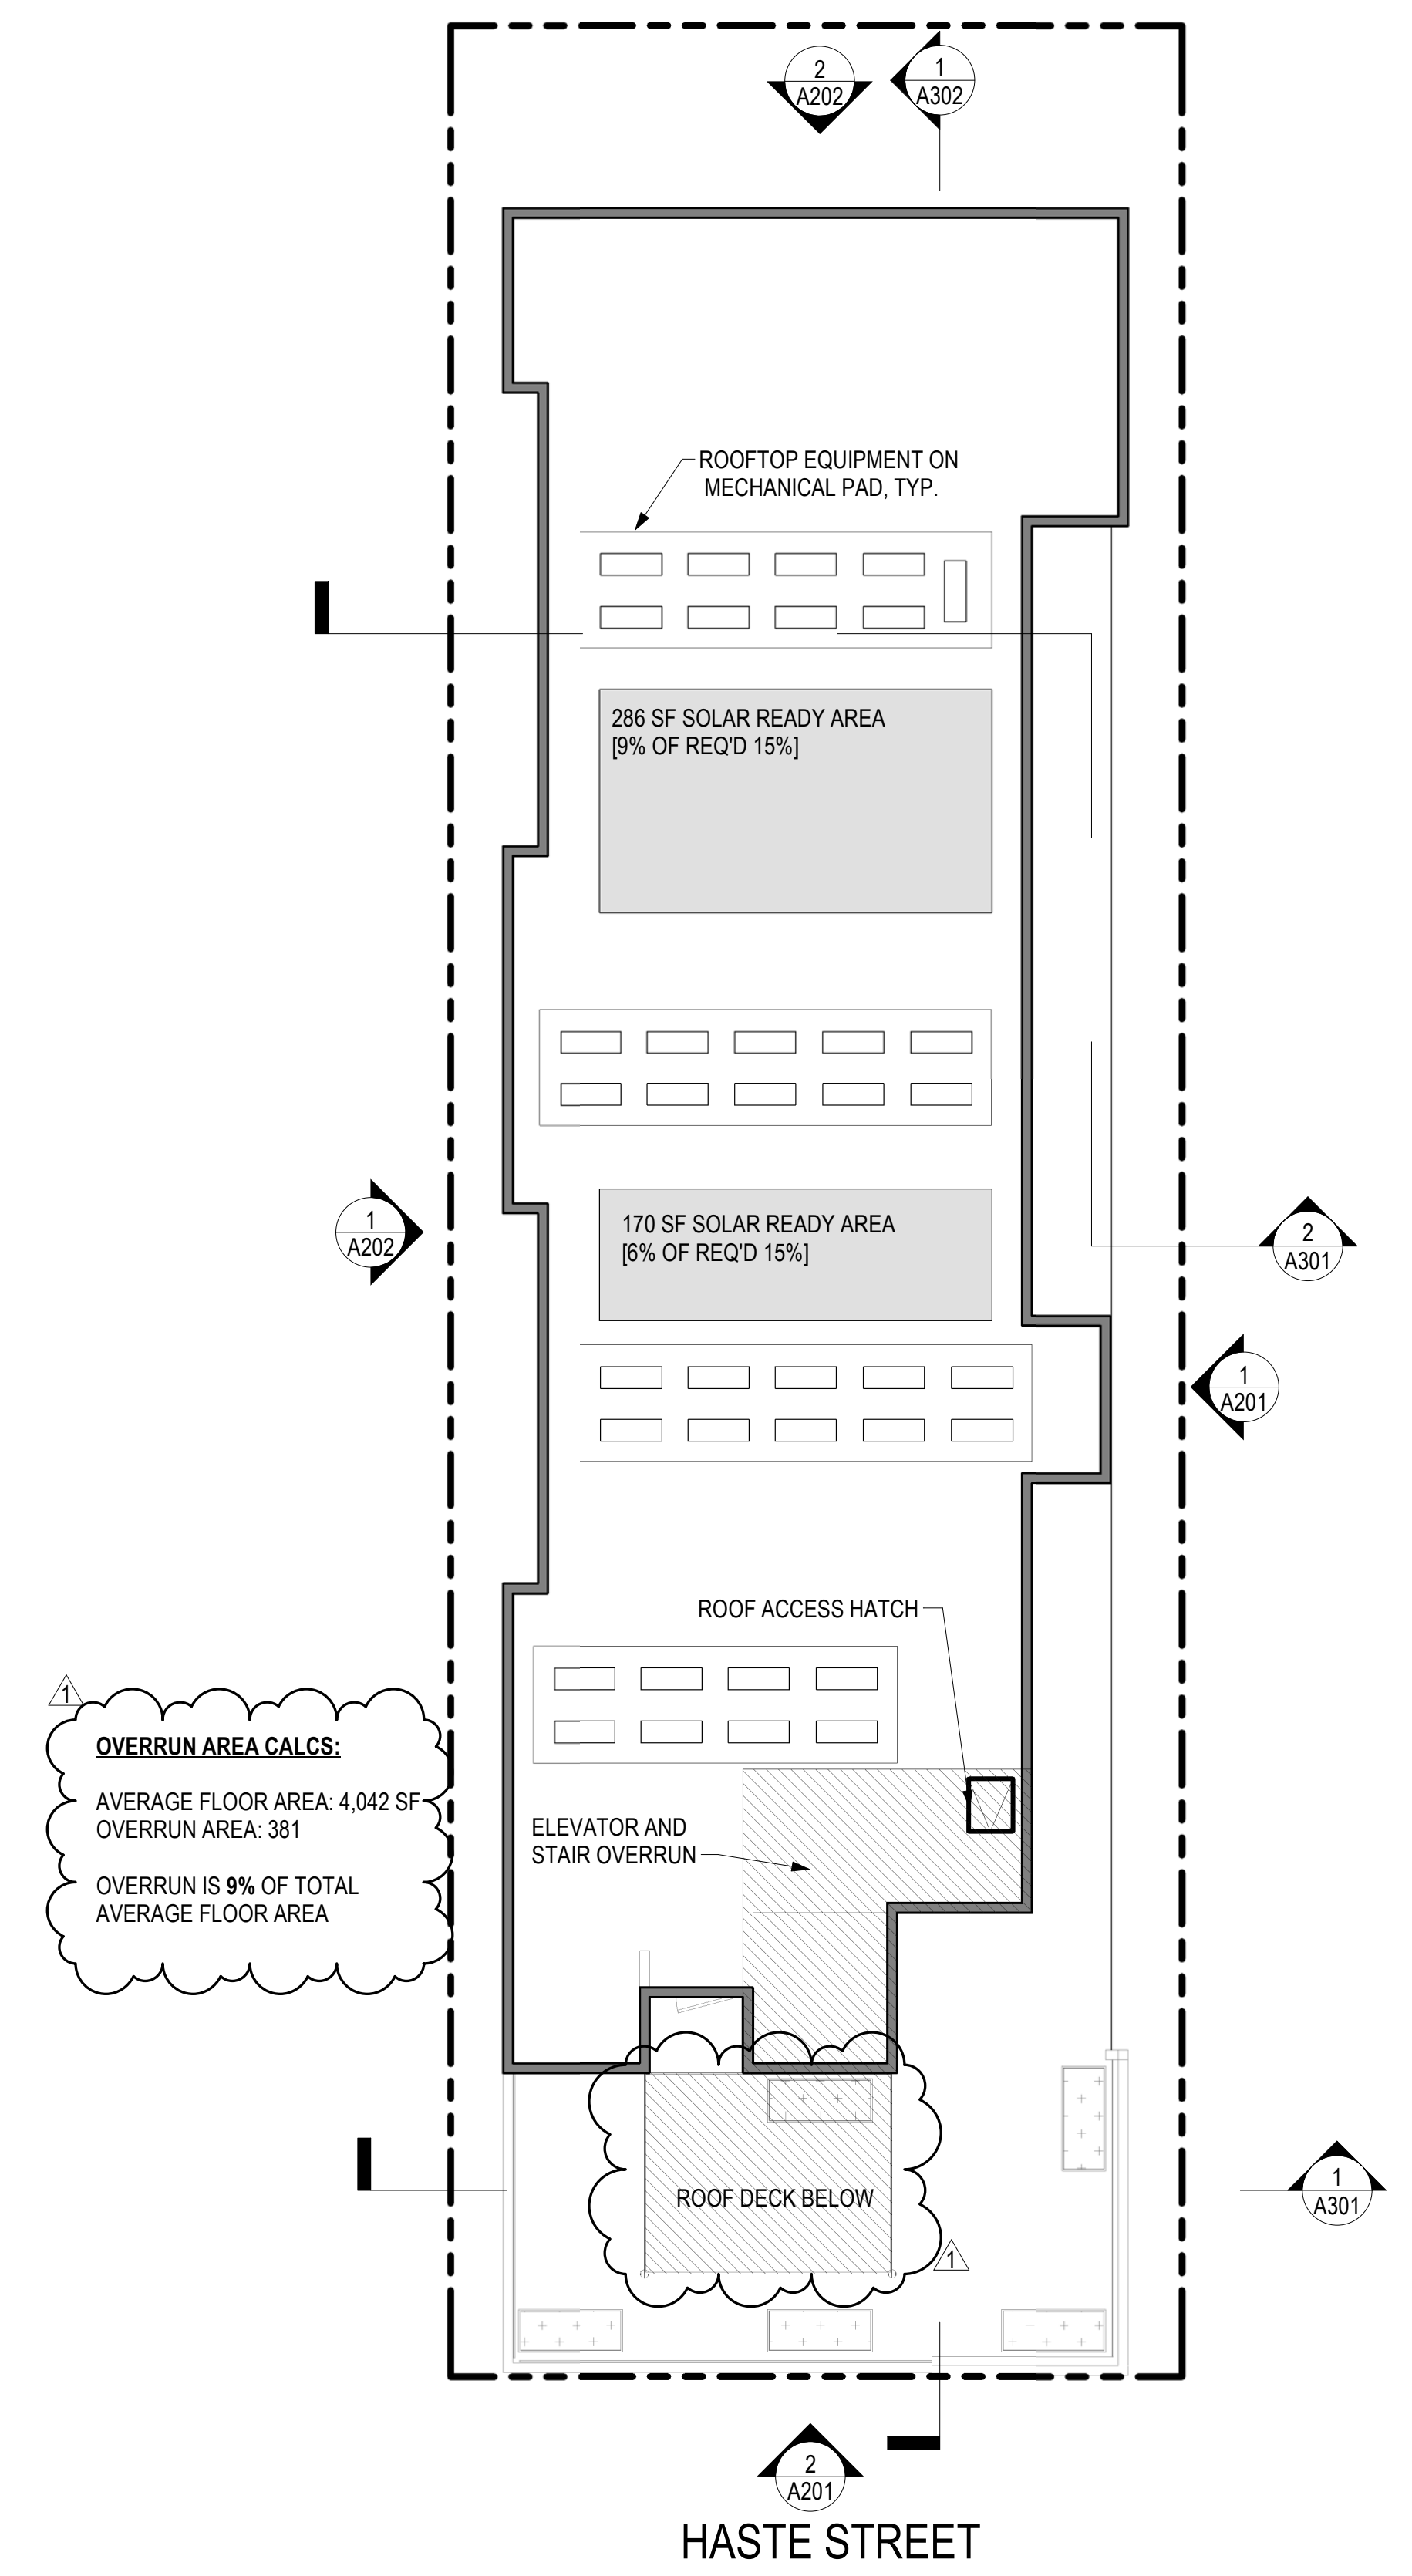 2
A202
1
A302
ROOFTOP EQUIPMENT ON
MECHANICAL PAD, TYP.
286 SF SOLAR READY AREA
[9% OF REQ'D 15%]
170 SF SOLAR READY AREA
[6% OF REQ'D 15%]
1
A202
2
A301
1
A201
ROOF ACCESS HATCH
1
OVERRUN AREA CALCS:
AVERAGE FLOOR AREA: 4,042 SF
OVERRUN AREA: 381
OVERRUN IS 9% OF TOTAL
AVERAGE FLOOR AREA
ELEVATOR AND
STAIR OVERRUN
ROOF DECK BELOW
1
A301
1
2
A201
HASTE STREET